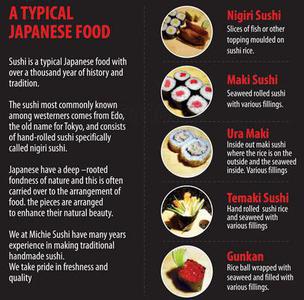 A TYPICAL
JAPANESE FOOD
Sushi is a typical Japanese food with
over a thousand year of history and
tradition.
The sushi most commonly known
among westerners comes from Edo,
the old name for Tokyo, and consists
of hand-rolled sushi specifically
called nigiri sushi.
Japanese have a deep –rooted
fondness of nature and this is often
carried over to the arrangement of
food. the pieces are arranged
to enhance their natural beauty.
We at Michie Sushi have many years
experience in making traditional
handmade sushi.
We take pride in freshness and
quality
Nigiri Sushi
Slices of fish or other
topping moulded on
sushi rice.
Maki Sushi
Seaweed rolled sushi
with various fillings.
Ura Maki
Inside out maki sushi
where the rice is on the
outside and the seaweed
inside. Various fillings
Temaki Sushi
Hand rolled sushi rice
and seaweed with
various fillings
Gunkan
Rice ball wrapped with
seaweed and filled with
various fillings